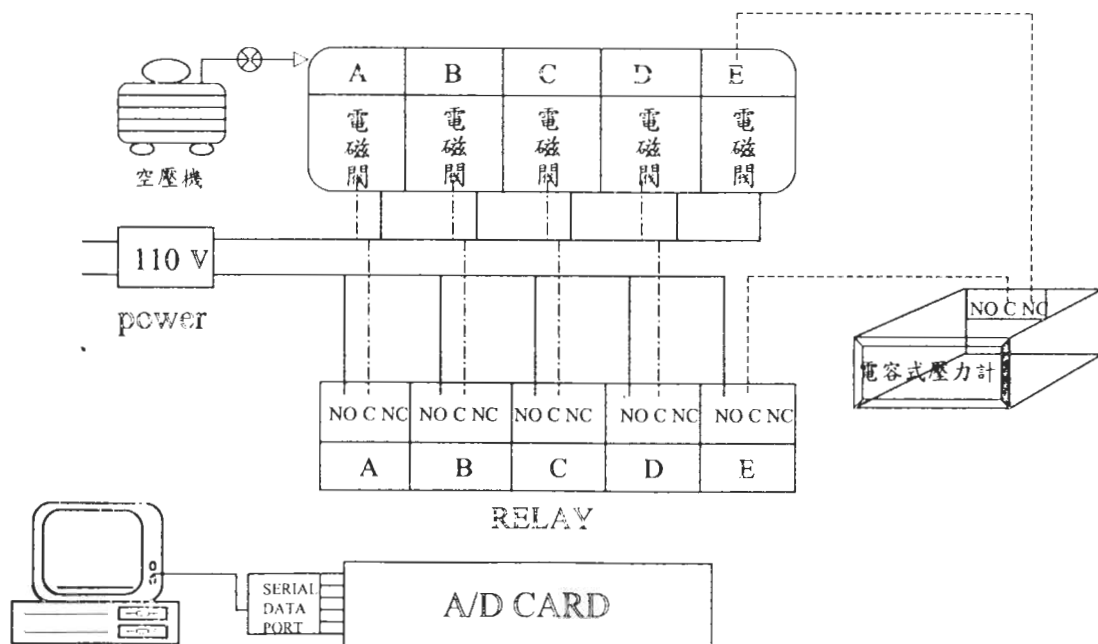 A B C D E
電磁閥 電磁閥 電磁閥 電磁閥 電磁閥
空壓機
110 V
power
NO C NC
電容式壓力計
NO C NC NO C NC NO C NC NO C NC NO C NC
A B C D E
RELAY
SERIAL
DATA
PORT
A/D CARD